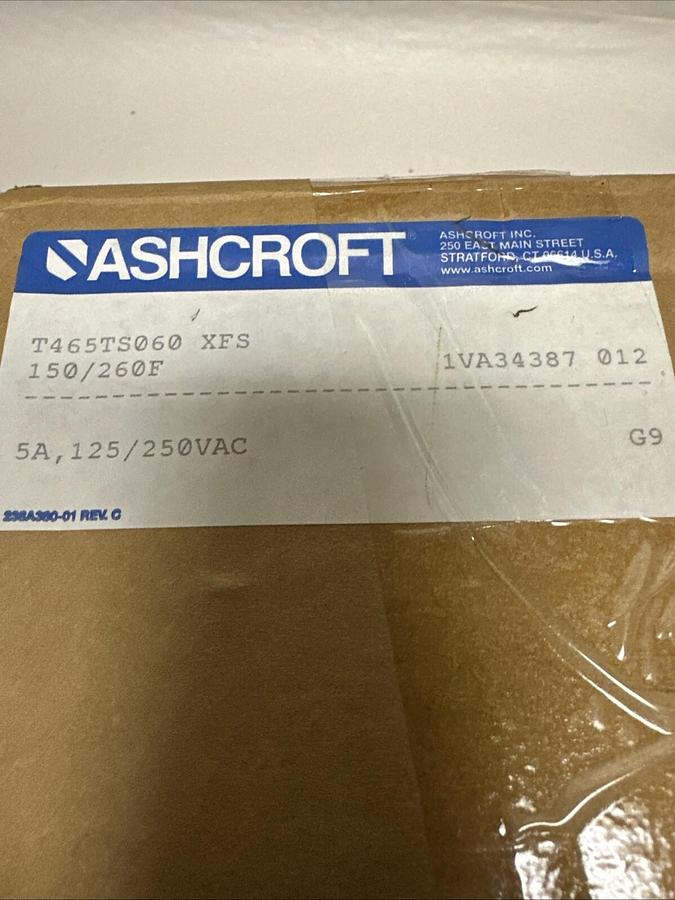 ASHCROFT
ASHCROFT INC.
250 EAST MAIN STREET
STRATFORD, CT 06614 U.S.A.
www.ashcroft.com
T465TS060 XFS
150/260F
1VA34387 012
5A,125/250VAC
G9
236A360-01 REV. C